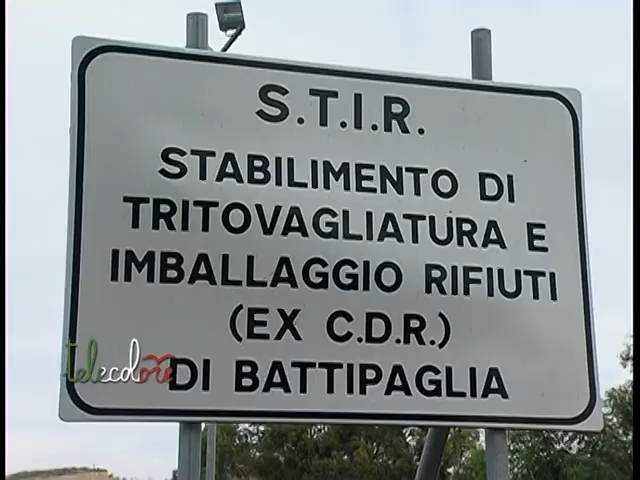 S.T.I.R.
STABILIMENTO DI
TRITOVAGLIATURA E
IMBALLAGGIO RIFIUTI
(EX C.D.R.)
DI BATTIPAGLIA
telecolore